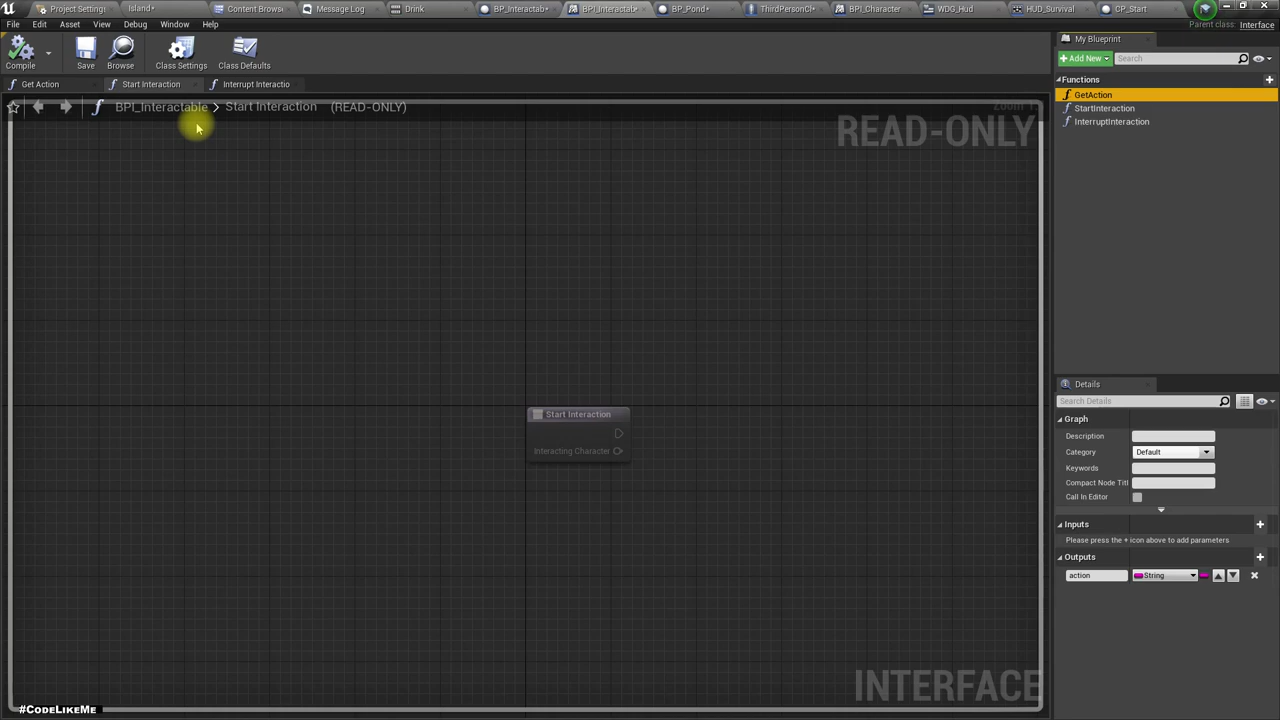 Project Setting: Island• Content Brows Message Log Drink BP_Interactab• BPI_Interactabl• BP_Pond• ThirdPersonCl• BPI_Character WDG_Hud HUD_Survival CP_Start
File Edit Asset View Debug Window Help Parent class: Interface
Compile Save Browse Class Settings Class Defaults
My Blueprint
Add New Search
Get Action Start Interaction Interrupt Interactio
Functions
BPI_Interactable > Start Interaction (READ-ONLY)
READ-ONLY
GetAction
StartInteraction
InterruptInteraction
Start Interaction
Interacting Character
Details
Search Details
Graph
Description
Category Default
Keywords
Compact Node Titl
Call In Editor
Inputs
Please press the + icon above to add parameters
Outputs
action String
INTERFACE
#CODELIKEME